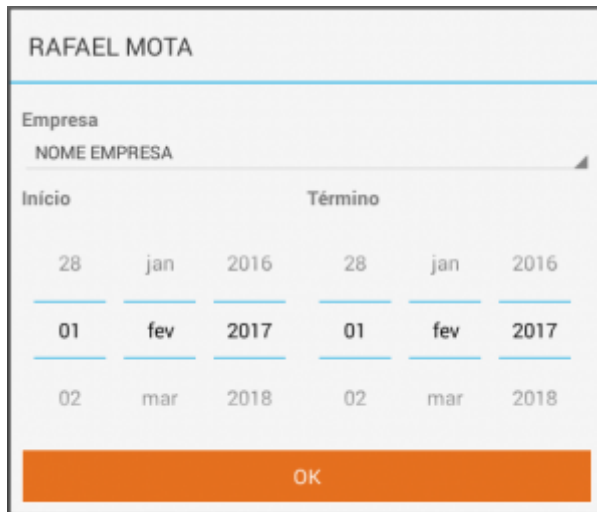 RAFAEL MOTA
Empresa
NOME EMPRESA
Início Término
28 jan 2016 28 jan 2016
01 fev 2017 01 fev 2017
02 mar 2018 02 mar 2018
OK